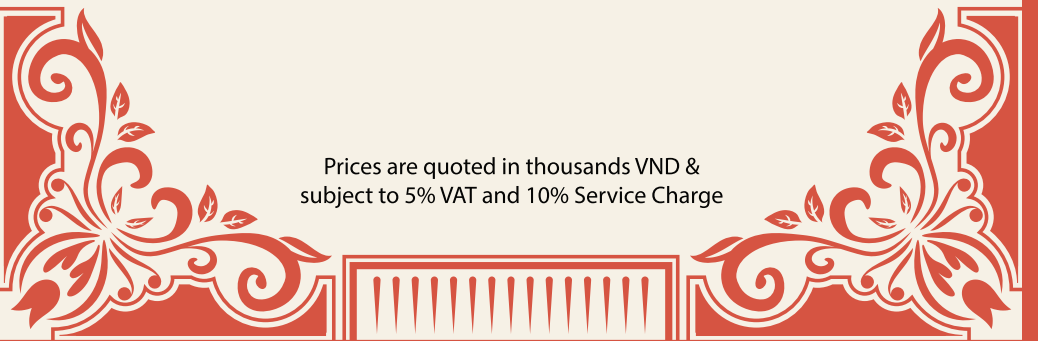 Prices are quoted in thousands VND &
subject to 5% VAT and 10% Service Charge